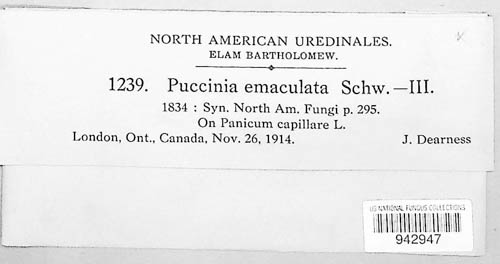 NORTH AMERICAN UREDINALES.
ELAM BARTHOLOMEW.
1239. Puccinia emaculata Schw.—III.
1834 : Syn. North Am. Fungi p. 295.
On Panicum capillare L.
London, Ont., Canada, Nov. 26, 1914. J. Dearness
US NATIONAL FUNGUS COLLECTIONS
942947